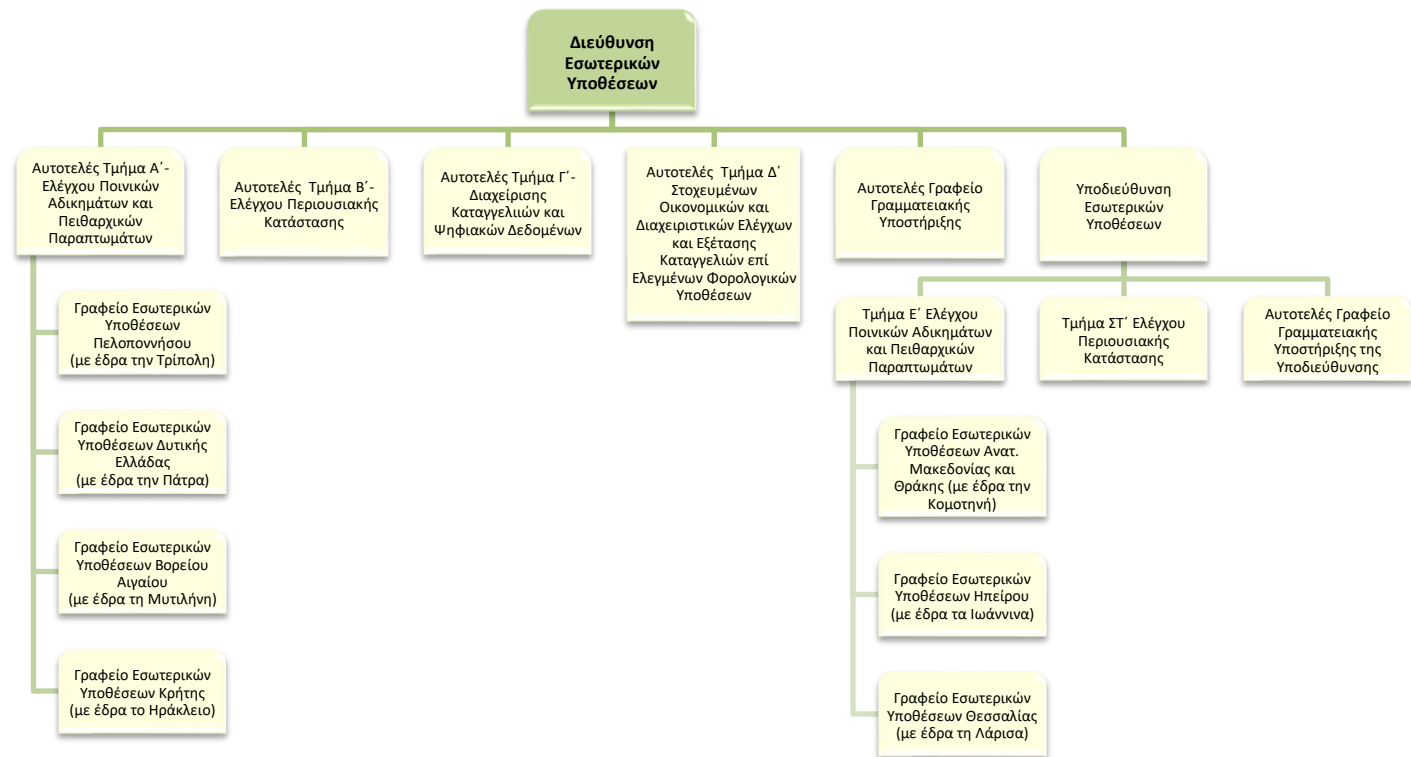 Διεύθυνση
Εσωτερικών
Υποθέσεων
Αυτοτελές Τμήμα Α΄-
Ελέγχου Ποινικών
Αδικημάτων και
Πειθαρχικών
Παραπτωμάτων
Αυτοτελές Τμήμα Β΄-
Ελέγχου Περιουσιακής
Κατάστασης
Αυτοτελές Τμήμα Γ΄-
Διαχείρισης
Καταγγελιιών και
Ψηφιακών Δεδομένων
Αυτοτελές Τμήμα Δ΄
Στοχευμένων
Οικονομικών και
Διαχειριστικών Ελέγχων
και Εξέτασης
Καταγγελιών επί
Ελεγμένων Φορολογικών
Υποθέσεων
Αυτοτελές Γραφείο
Γραμματειακής
Υποστήριξης
Υποδιεύθυνση
Εσωτερικών
Υποθέσεων
Γραφείο Εσωτερικών
Υποθέσεων
Πελοποννήσου
(με έδρα την Τρίπολη)
Γραφείο Εσωτερικών
Υποθέσεων Δυτικής
Ελλάδας
(με έδρα την Πάτρα)
Γραφείο Εσωτερικών
Υποθέσεων Βορείου
Αιγαίου
(με έδρα τη Μυτιλήνη)
Γραφείο Εσωτερικών
Υποθέσεων Κρήτης
(με έδρα το Ηράκλειο)
Τμήμα Ε΄ Ελέγχου
Ποινικών Αδικημάτων
και Πειθαρχικών
Παραπτωμάτων
Τμήμα ΣΤ΄ Ελέγχου
Περιουσιακής
Κατάστασης
Αυτοτελές Γραφείο
Γραμματειακής
Υποστήριξης της
Υποδιεύθυνσης
Γραφείο Εσωτερικών
Υποθέσεων Ανατ.
Μακεδονίας και
Θράκης (με έδρα την
Κομοτηνή)
Γραφείο Εσωτερικών
Υποθέσεων Ηπείρου
(με έδρα τα Ιωάννινα)
Γραφείο Εσωτερικών
Υποθέσεων Θεσσαλίας
(με έδρα τη Λάρισα)